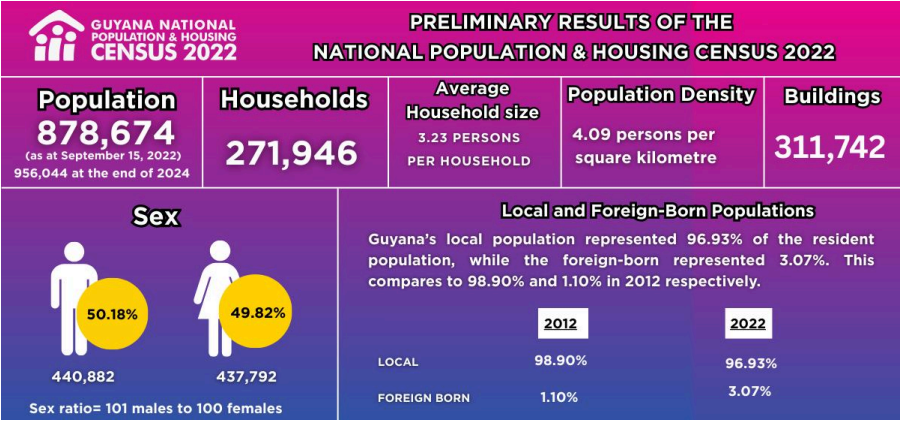 GUYANA NATIONAL
POPULATION & HOUSING
CENSUS 2022
PRELIMINARY RESULTS OF THE
NATIONAL POPULATION & HOUSING CENSUS 2022
Population
878,674
(as at September 15, 2022)
956,044 at the end of 2024
Households
271,946
Average
Household size
3.23 PERSONS
PER HOUSEHOLD
Population Density
4.09 persons per
square kilometre
Buildings
311,742
Sex
50.18%
49.82%
440,882
437,792
Sex ratio= 101 males to 100 females
Local and Foreign-Born Populations
Guyana's local population represented 96.93% of the resident
population, while the foreign-born represented 3.07%. This
compares to 98.90% and 1.10% in 2012 respectively.
2012 2022
LOCAL 98.90% 96.93%
FOREIGN BORN 1.10% 3.07%